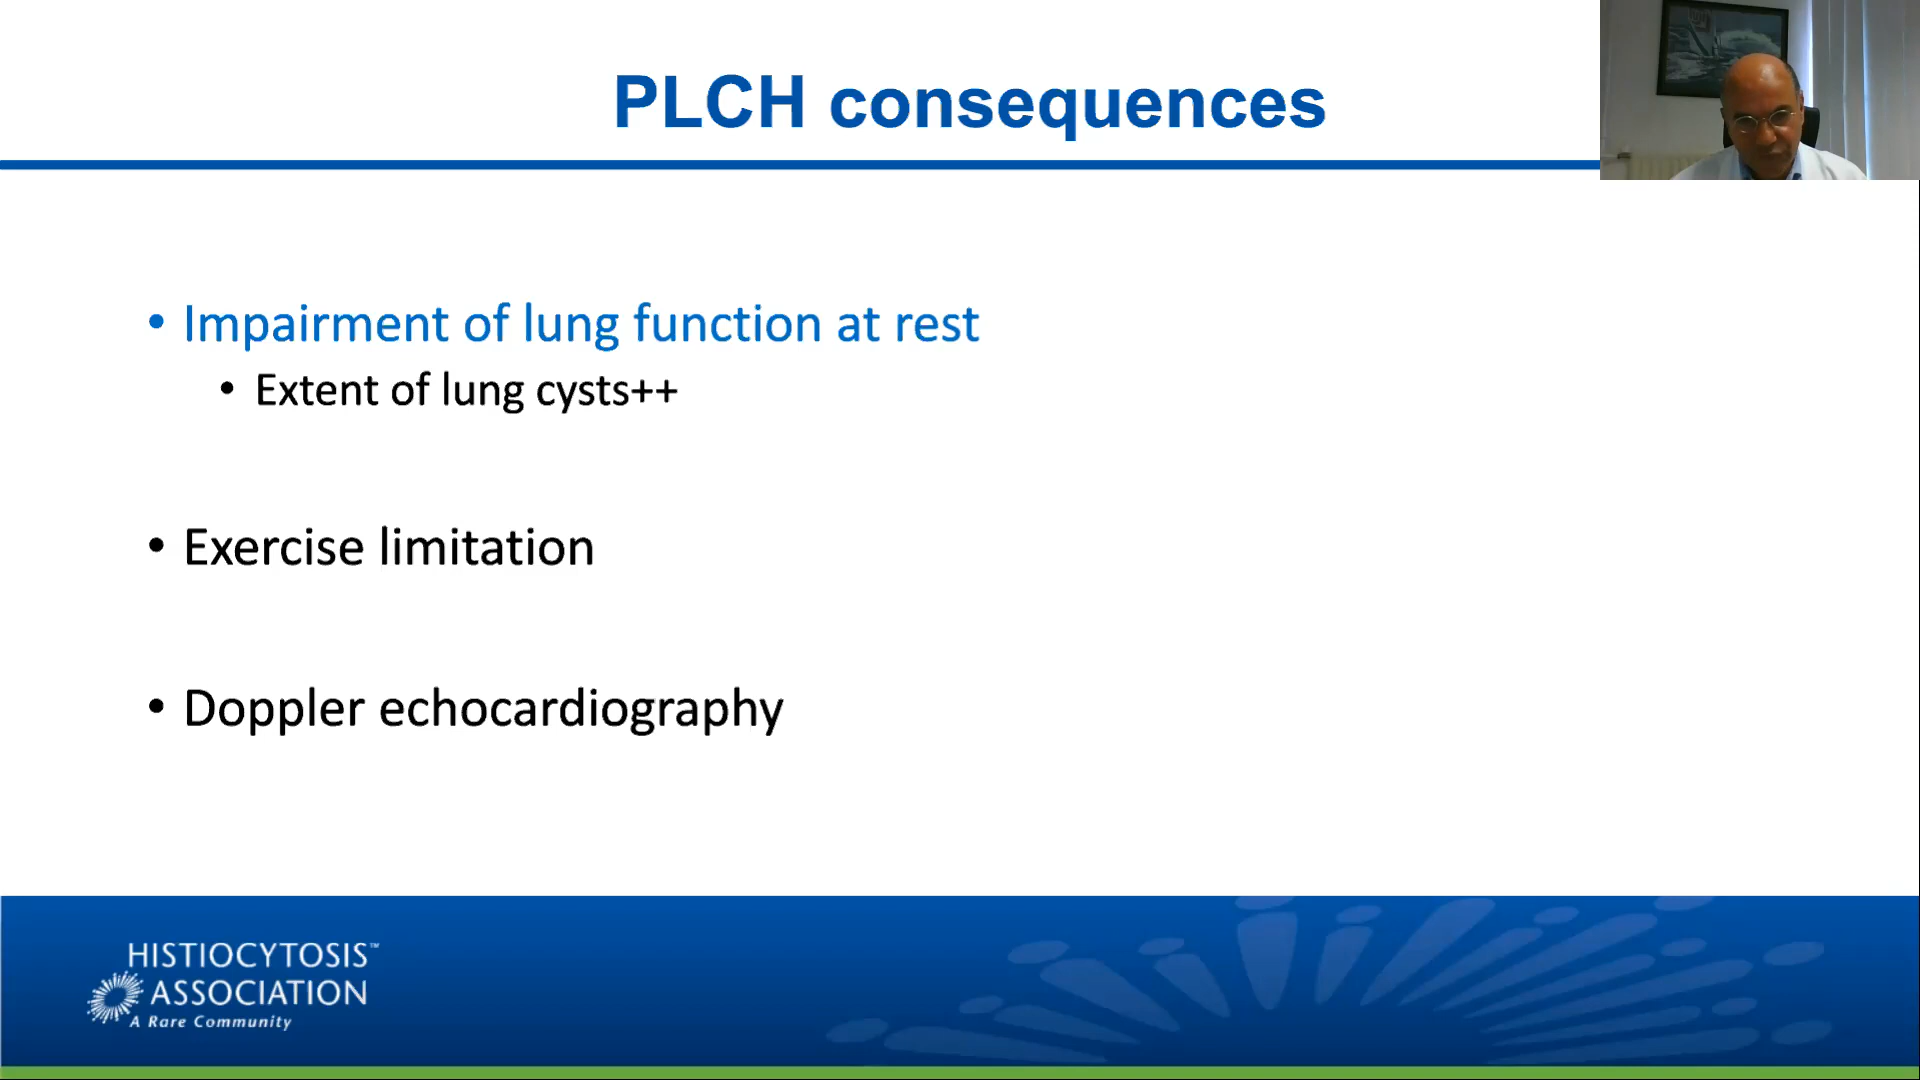 PLCH consequences
• Impairment of lung function at rest
• Extent of lung cysts++
• Exercise limitation
• Doppler echocardiography
HISTIOCYTOSIS™
ASSOCIATION
A Rare Community